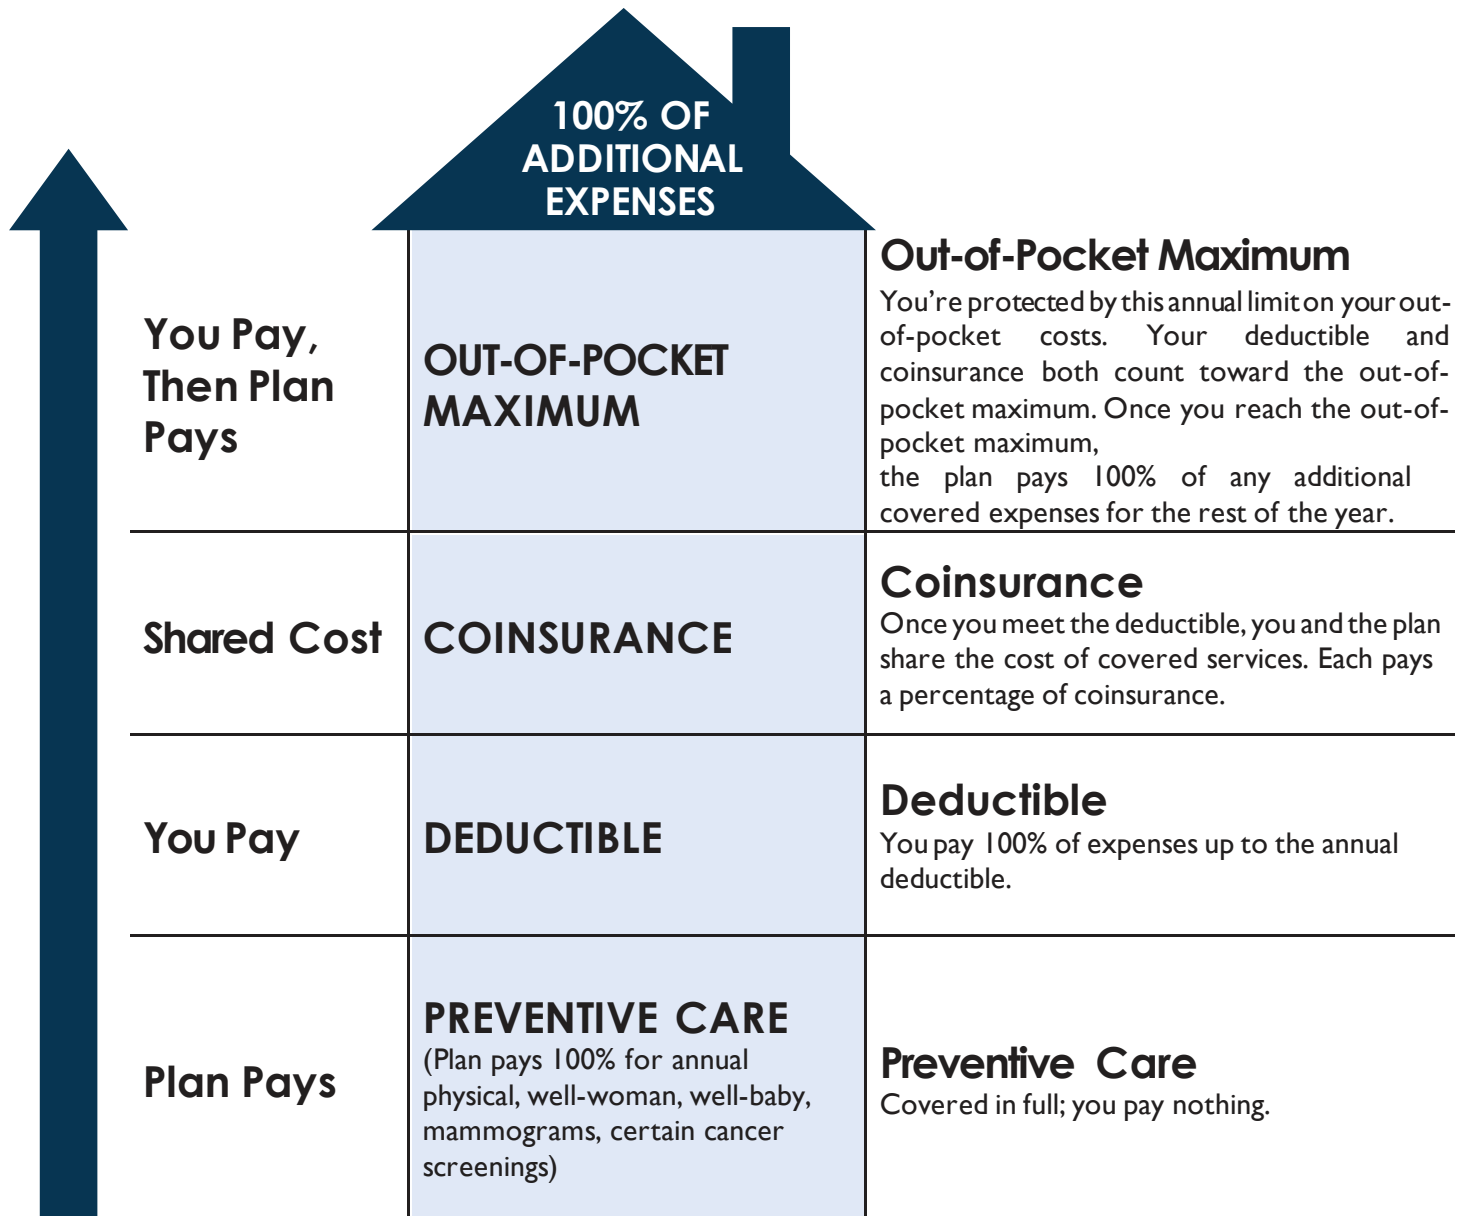 100% OF
ADDITIONAL
EXPENSES
You Pay,
Then Plan
Pays
OUT-OF-POCKET
MAXIMUM
Out-of-Pocket Maximum
You’re protected by this annual limit on your out-
of-pocket costs. Your deductible and
coinsurance both count toward the out-of-
pocket maximum. Once you reach the out-of-
pocket maximum,
the plan pays 100% of any additional
covered expenses for the rest of the year.
Shared Cost
COINSURANCE
Coinsurance
Once you meet the deductible, you and the plan
share the cost of covered services. Each pays
a percentage of coinsurance.
You Pay
DEDUCTIBLE
Deductible
You pay 100% of expenses up to the annual
deductible.
Plan Pays
PREVENTIVE CARE
(Plan pays 100% for annual
physical, well-woman, well-baby,
mammograms, certain cancer
screenings)
Preventive Care
Covered in full; you pay nothing.